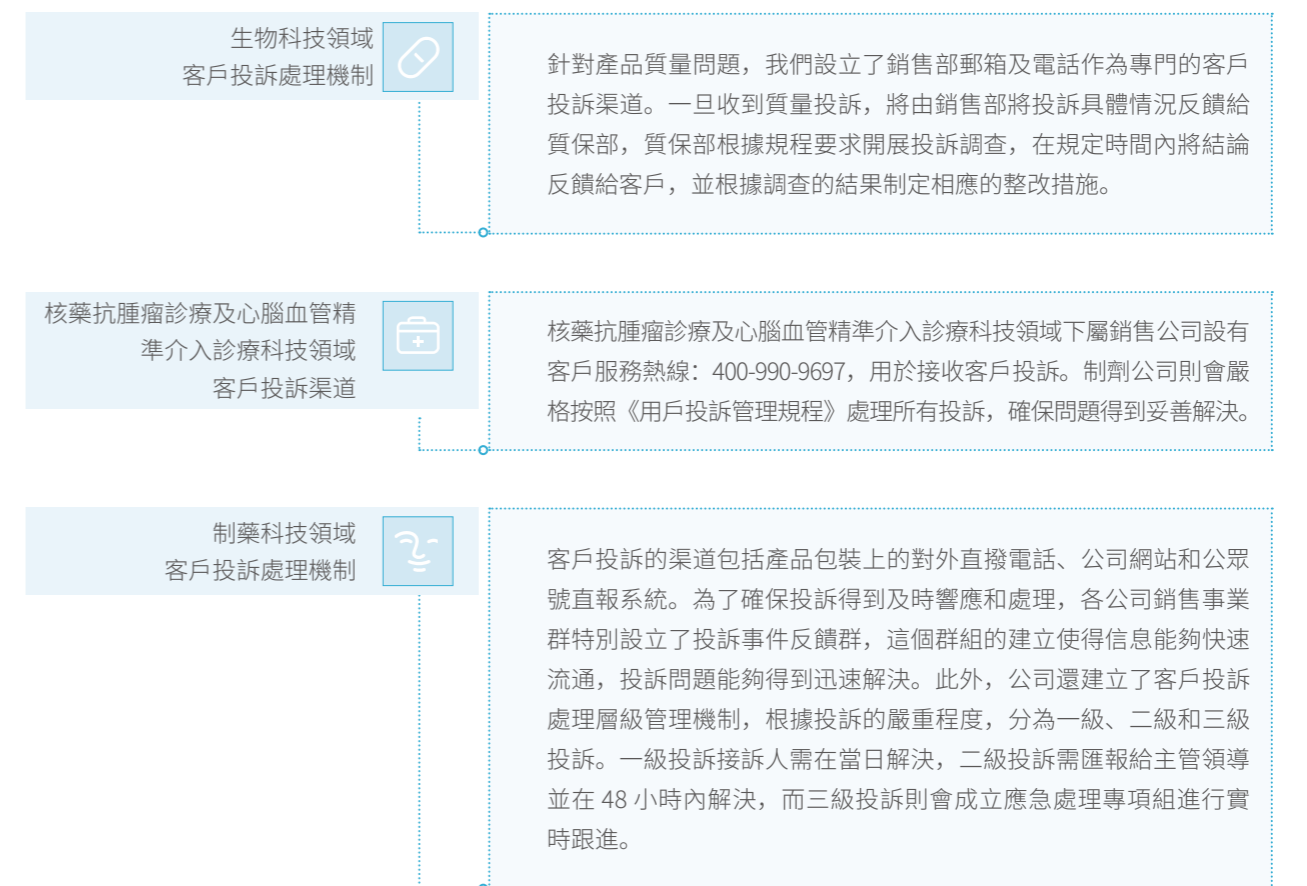 生物科技領域
客戶投訴處理機制
針對產品質量問題，我們設立了銷售部郵箱及電話作為專門的客戶
投訴渠道。一旦收到質量投訴，將由銷售部將投訴具體情況反饋給
質保部，質保部根據規程要求開展投訴調查，在規定時間內將結論
反饋給客戶，並根據調查的結果制定相應的整改措施。
核藥抗腫瘤診療及心腦血管精
準介入診療科技領域
客戶投訴渠道
核藥抗腫瘤診療及心腦血管精準介入診療科技領域下屬銷售公司設有
客戶服務熱線：400-990-9697，用於接收客戶投訴。制劑公司則會嚴
格按照《用戶投訴管理規程》處理所有投訴，確保問題得到妥善解決。
制藥科技領域
客戶投訴處理機制
客戶投訴的渠道包括產品包裝上的對外直撥電話、公司網站和公眾
號直報系統。為了確保投訴得到及時響應和處理，各公司銷售事業
群特別設立了投訴事件反饋群，這個群組的建立使得信息能夠快速
流通，投訴問題能夠得到迅速解決。此外，公司還建立了客戶投訴
處理層級管理機制，根據投訴的嚴重程度，分為一級、二級和三級
投訴。一級投訴接訴人需在當日解決，二級投訴需匯報給主管領導
並在 48 小時內解決，而三級投訴則會成立應急處理專項組進行實
時跟進。